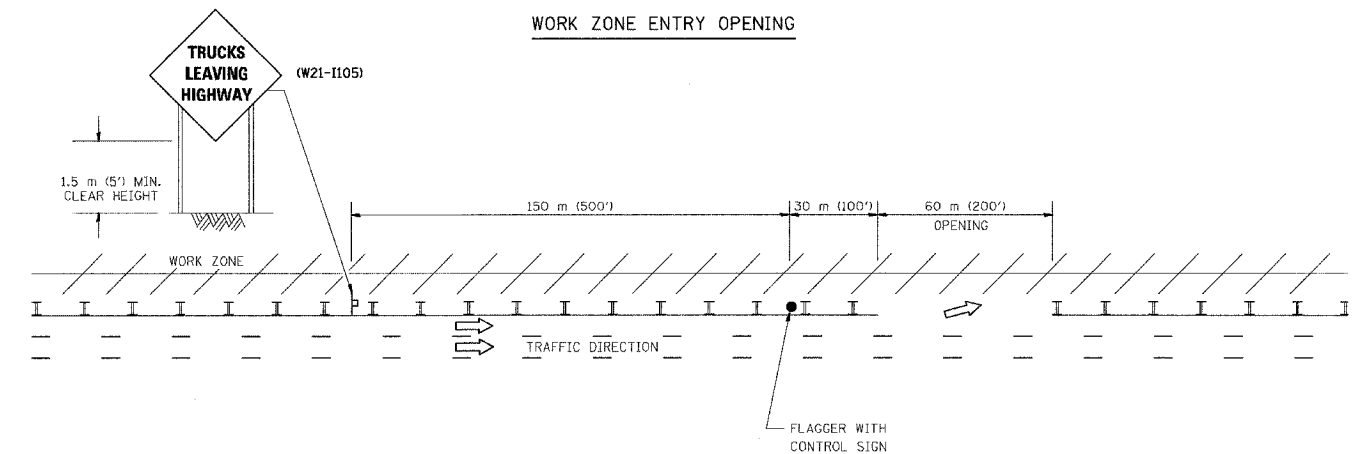 WORK ZONE ENTRY OPENING
TRUCKS
LEAVING
HIGHWAY
(W21-I105)
1.5 m (5') MIN.
CLEAR HEIGHT
150 m (500')
30 m (100')
60 m (200')
OPENING
WORK ZONE
TRAFFIC DIRECTION
FLAGGER WITH
CONTROL SIGN